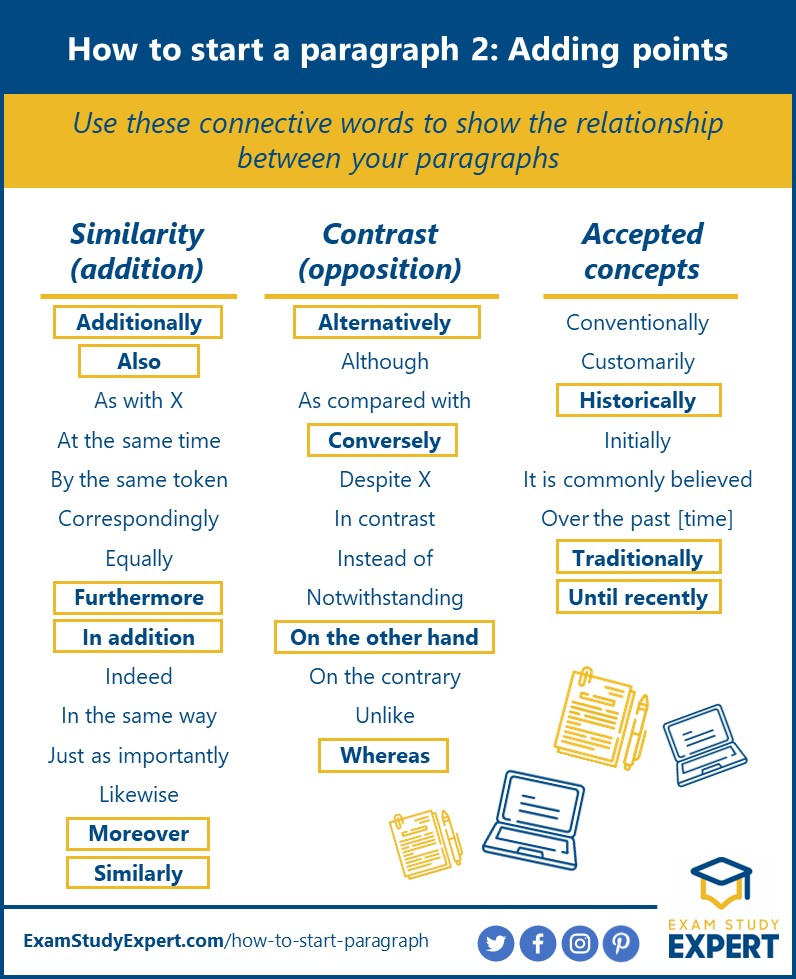 How to start a paragraph 2: Adding points
Use these connective words to show the relationship
between your paragraphs
Similarity
(addition)
Additionally
Also
As with X
At the same time
By the same token
Correspondingly
Equally
Furthermore
In addition
Indeed
In the same way
Just as importantly
Likewise
Moreover
Similarly
Contrast
(opposition)
Alternatively
Although
As compared with
Conversely
Despite X
In contrast
Instead of
Notwithstanding
On the other hand
On the contrary
Unlike
Whereas
Accepted
concepts
Conventionally
Customarily
Historically
Initially
It is commonly believed
Over the past [time]
Traditionally
Until recently
ExamStudyExpert.com/how-to-start-paragraph
EXAM STUDY
EXPERT